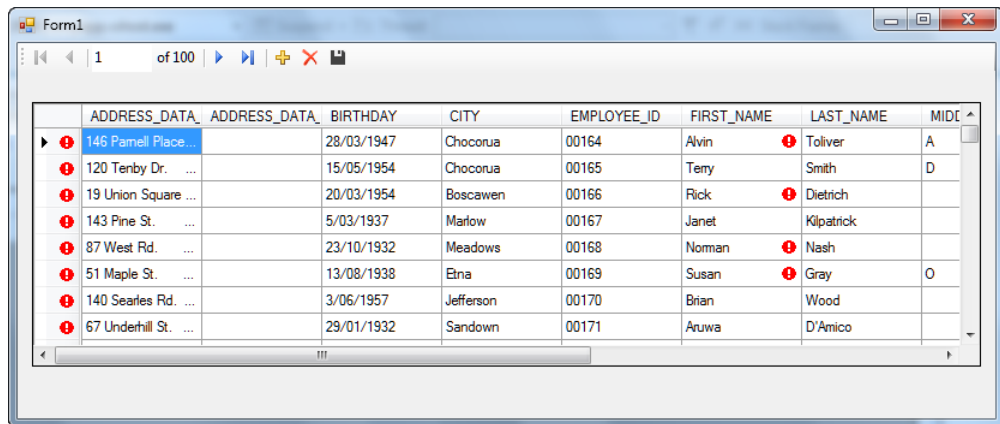 Form1
1 of 100
ADDRESS_DATA_ ADDRESS_DATA_ BIRTHDAY CITY EMPLOYEE_ID FIRST_NAME LAST_NAME MIDD
146 Parnell Place... 28/03/1947 Chocorua 00164 Alvin Toliver A
120 Tenby Dr. ... 15/05/1954 Chocorua 00165 Terry Smith D
19 Union Square ... 20/03/1954 Boscawen 00166 Rick Dietrich
143 Pine St. ... 5/03/1937 Marlow 00167 Janet Kilpatrick
87 West Rd. ... 23/10/1932 Meadows 00168 Norman Nash
51 Maple St. ... 13/08/1938 Etna 00169 Susan Gray O
140 Searles Rd. ... 3/06/1957 Jefferson 00170 Brian Wood
67 Underhill St. ... 29/01/1932 Sandown 00171 Aruwa D'Amico